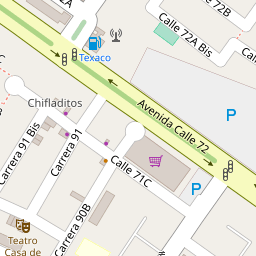 Calle 72B
Calle 72A Bis
Texaco
Avenida Calle 72
P
Chifladitos
Carrera 91 Bis
Carrera 91
Calle 71C
P
Carrera 90B
Teatro
Casa de